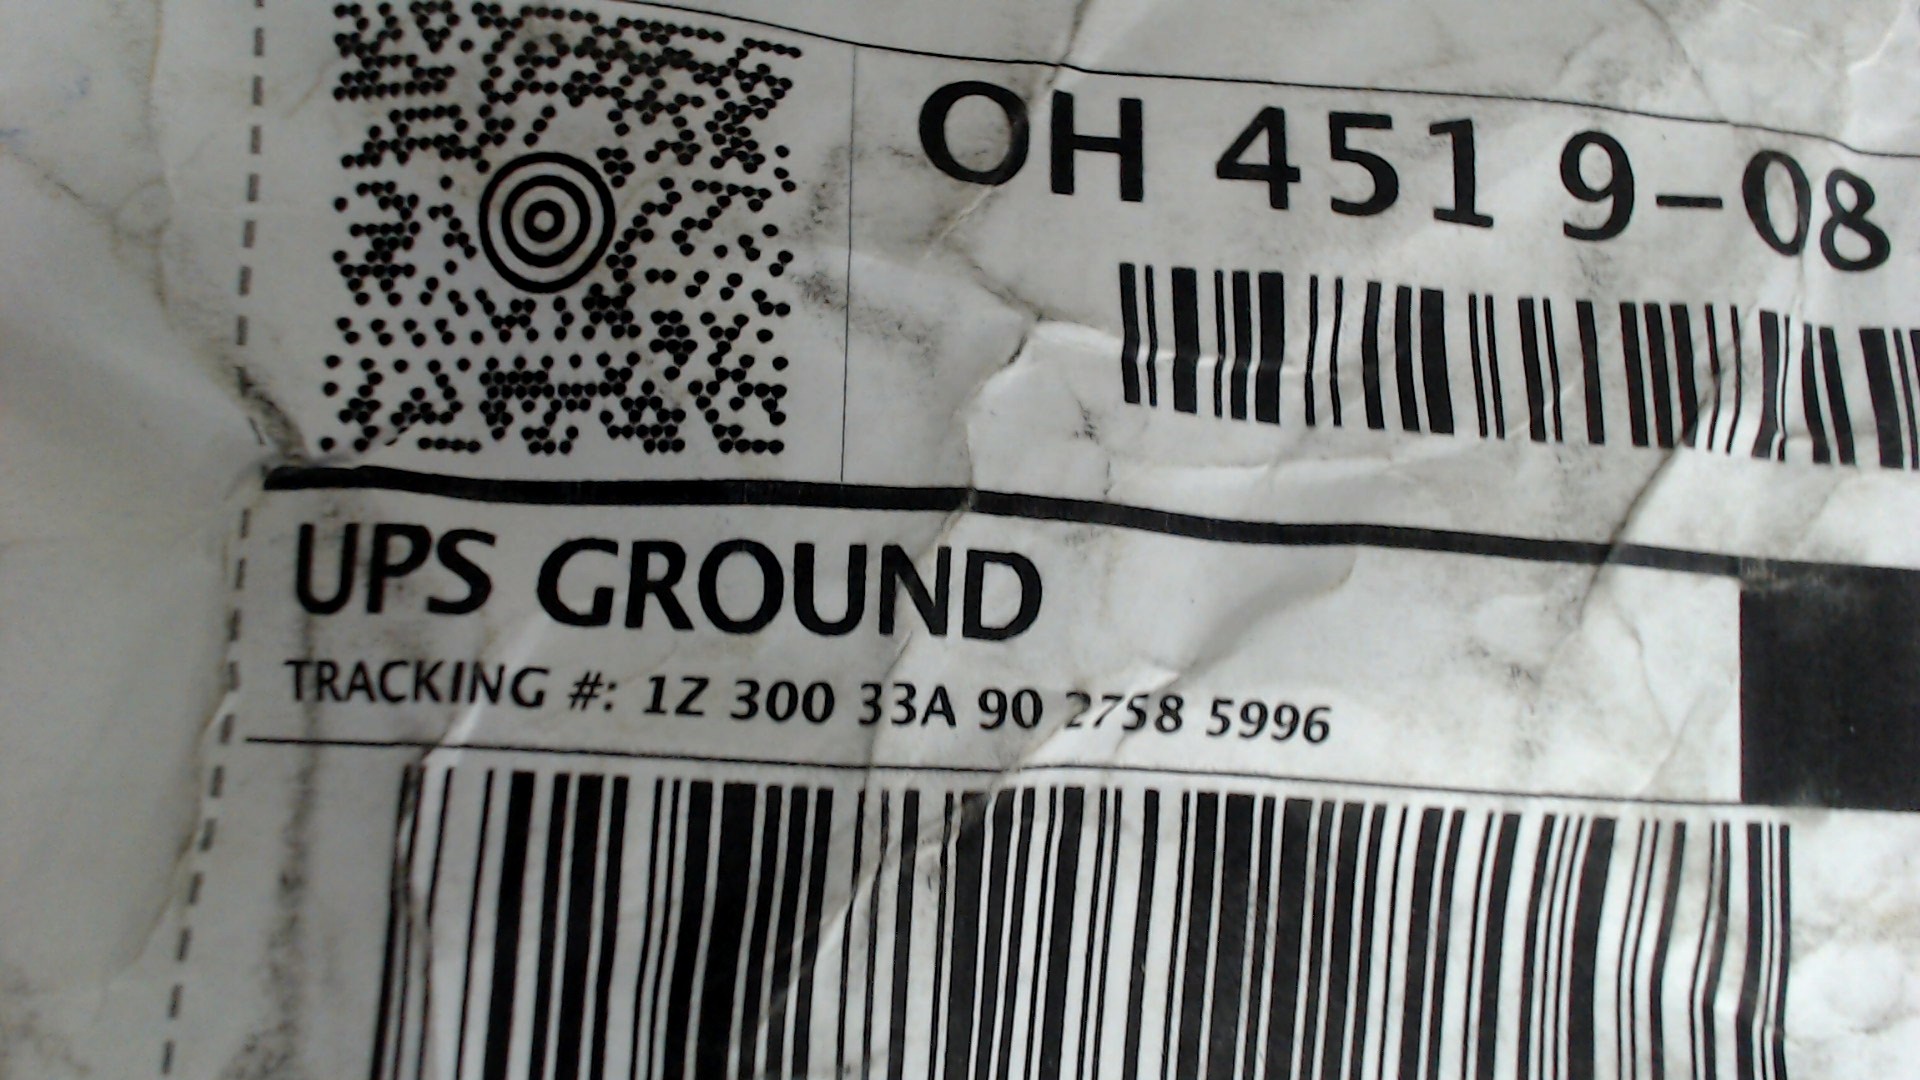 OH 451 9-08
UPS GROUND
TRACKING #: 1Z 300 33A 90 2758 5996